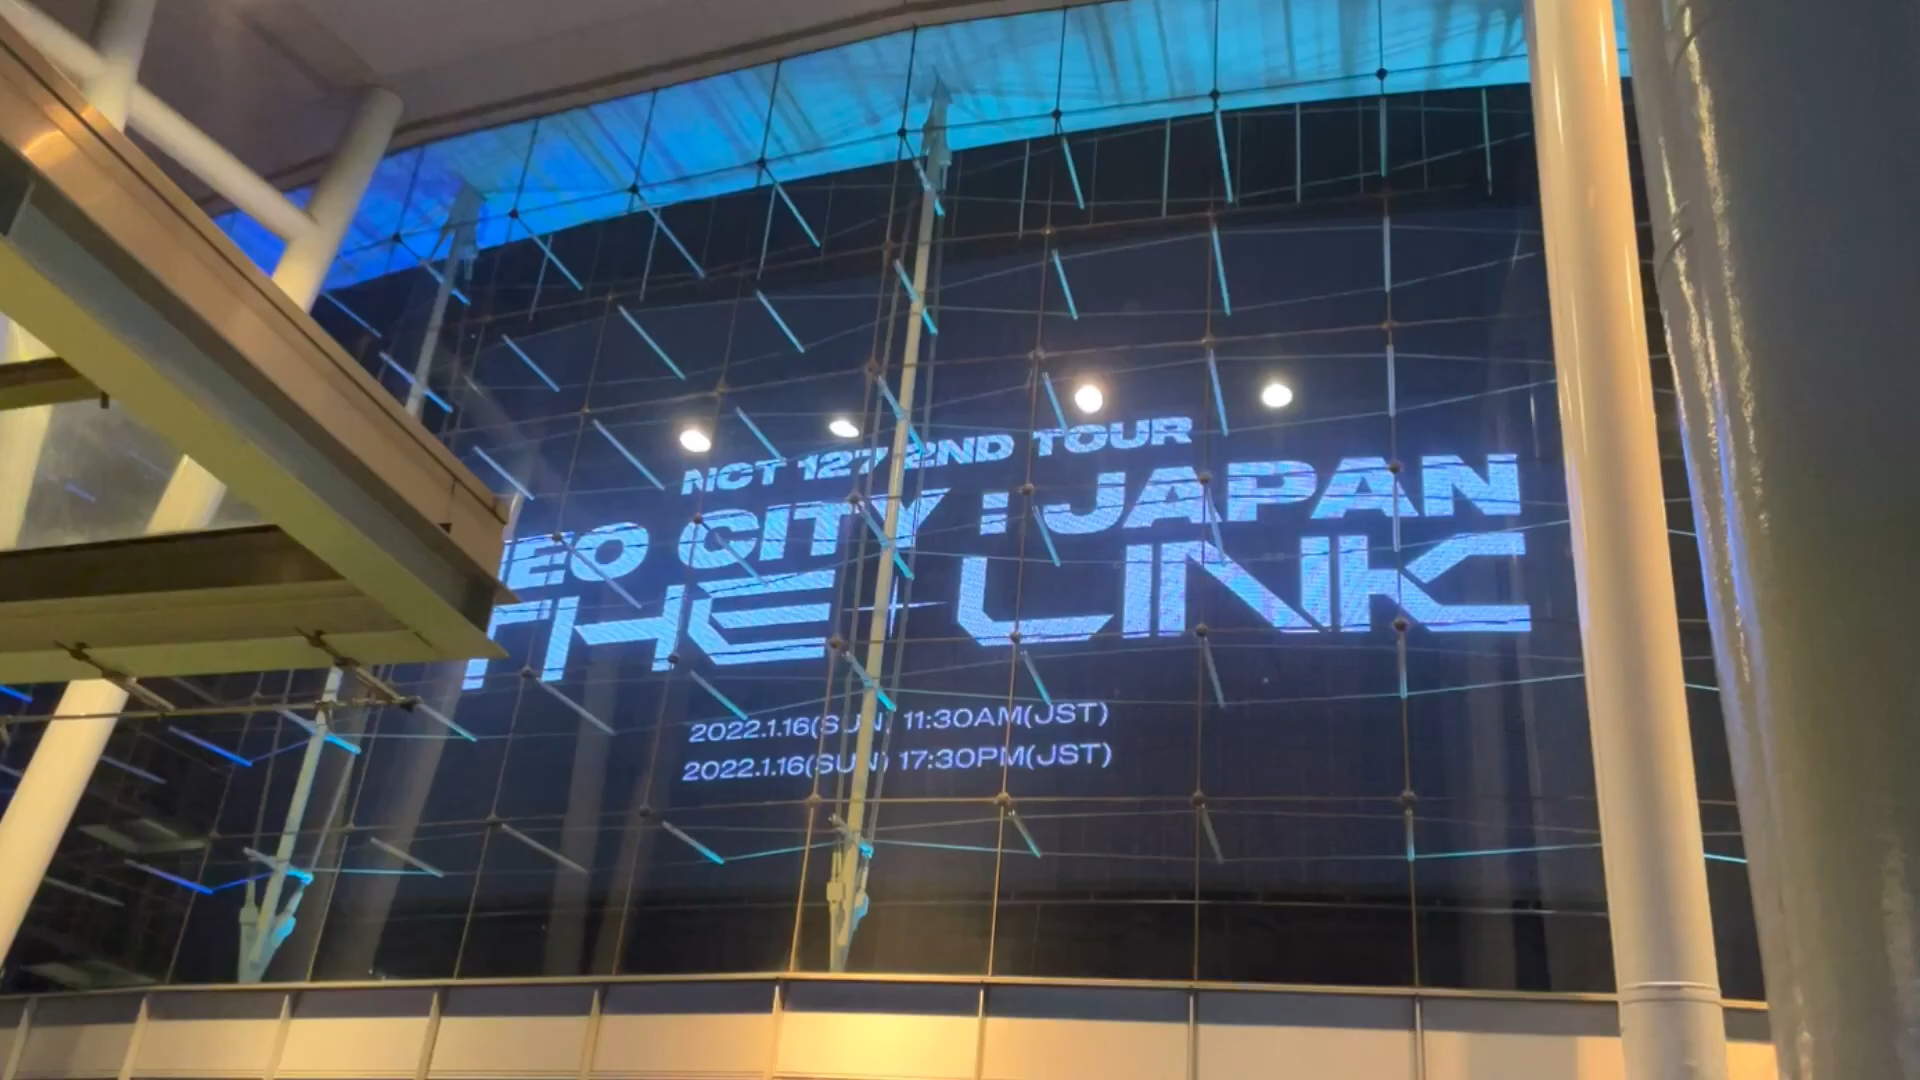 NCT 127 2ND TOUR
EO CITY : JAPAN
THE + LINK
2022.1.16(SUN) 11:30AM(JST)
2022.1.16(SUN) 17:30PM(JST)